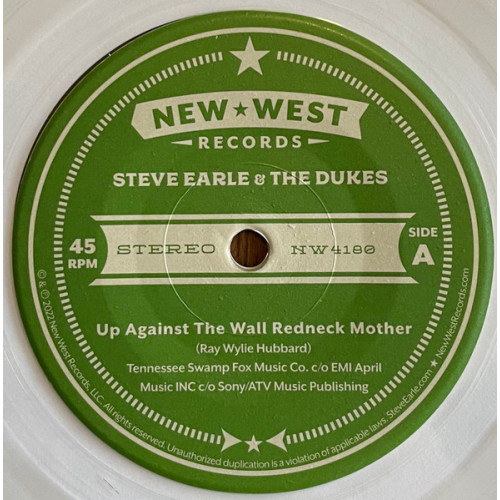 NEW★WEST
RECORDS
STEVE EARLE & THE DUKES
45
RPM
STEREO
NW4180
SIDE
A
Up Against The Wall Redneck Mother
(Ray Wylie Hubbard)
Tennessee Swamp Fox Music Co. c/o EMI April
Music INC c/o Sony/ATV Music Publishing
© & ℗ 2022 New West Records, LLC. All rights reserved. Unauthorized duplication is a violation of applicable laws. SteveEarle.com ★ NewWestRecords.com